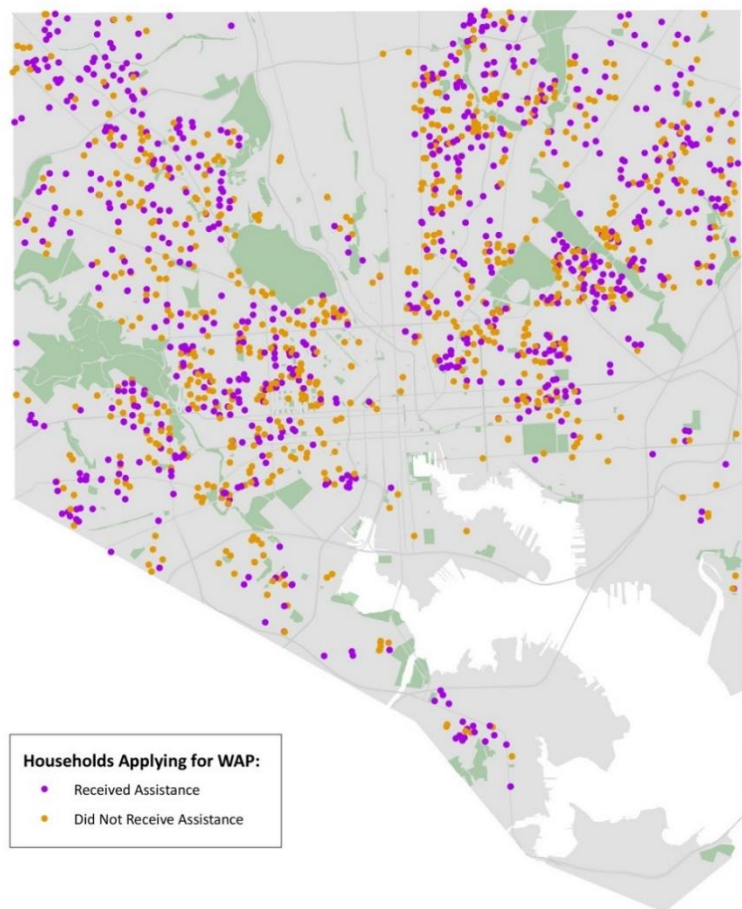 Households Applying for WAP:
Received Assistance
Did Not Receive Assistance